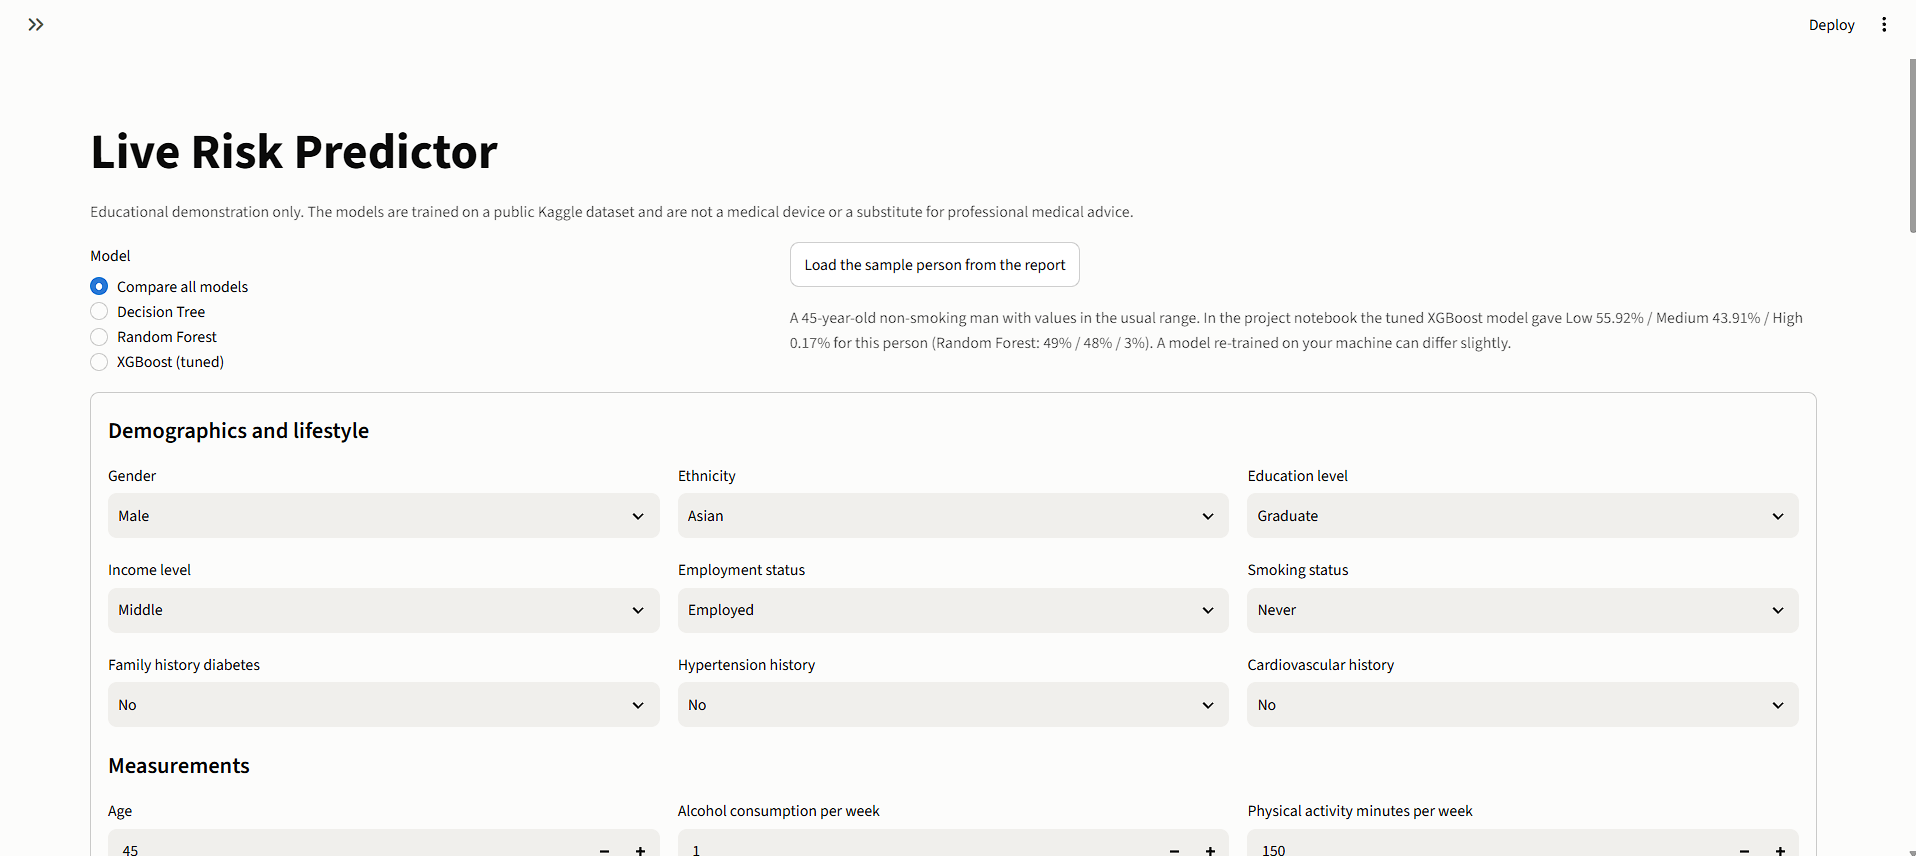 Deploy
Live Risk Predictor
Educational demonstration only. The models are trained on a public Kaggle dataset and are not a medical device or a substitute for professional medical advice.
Model
Compare all models
Decision Tree
Random Forest
XGBoost (tuned)
Load the sample person from the report
A 45-year-old non-smoking man with values in the usual range. In the project notebook the tuned XGBoost model gave Low 55.92% / Medium 43.91% / High
0.17% for this person (Random Forest: 49% / 48% / 3%). A model re-trained on your machine can differ slightly.
Demographics and lifestyle
Gender Ethnicity Education level
Male Asian Graduate
Income level Employment status Smoking status
Middle Employed Never
Family history diabetes Hypertension history Cardiovascular history
No No No
Measurements
Age Alcohol consumption per week Physical activity minutes per week
45 1 150